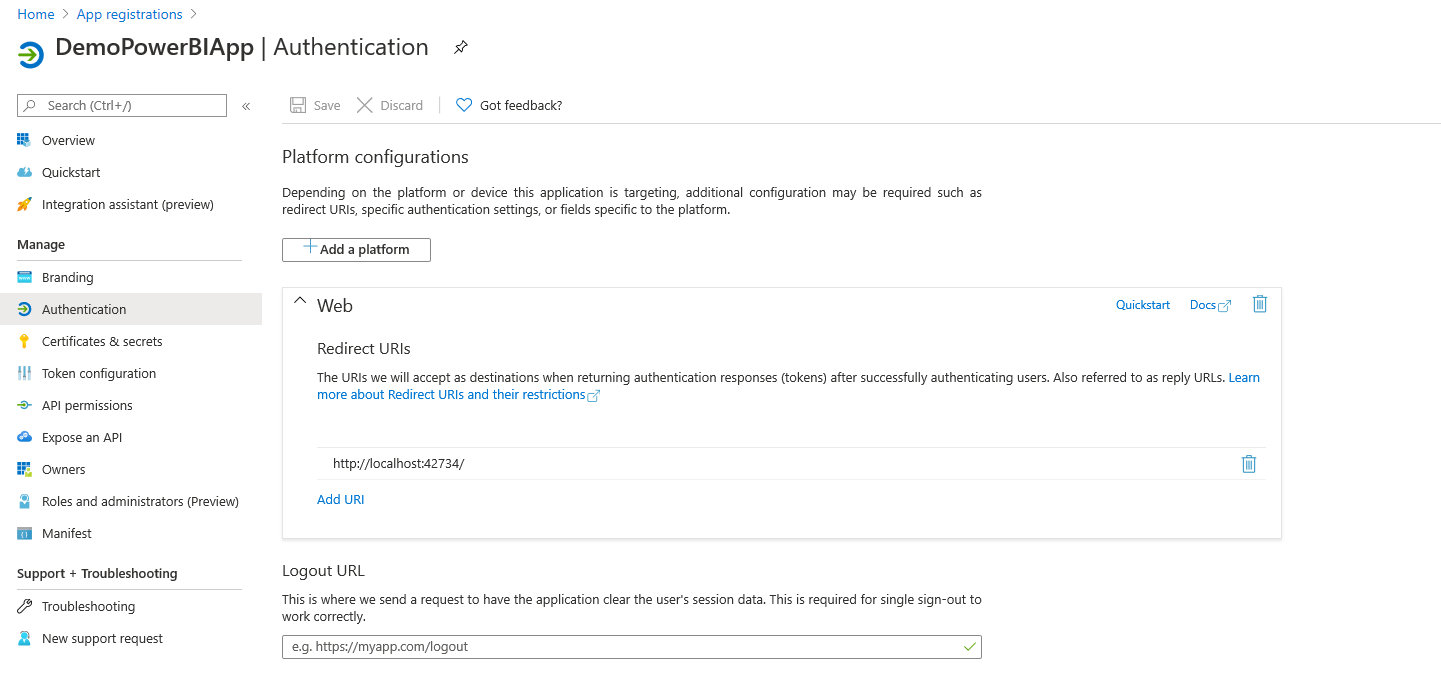 Home > App registrations >
DemoPowerBIApp | Authentication
Search (Ctrl+/)
«
Overview
Quickstart
Integration assistant (preview)
Manage
Branding
Authentication
Certificates & secrets
Token configuration
API permissions
Expose an API
Owners
Roles and administrators (Preview)
Manifest
Support + Troubleshooting
Troubleshooting
New support request
Save Discard Got feedback?
Platform configurations
Depending on the platform or device this application is targeting, additional configuration may be required such as
redirect URIs, specific authentication settings, or fields specific to the platform.
Add a platform
Web
Quickstart Docs
Redirect URIs
The URIs we will accept as destinations when returning authentication responses (tokens) after successfully authenticating users. Also referred to as reply URLs. Learn
more about Redirect URIs and their restrictions
http://localhost:42734/
Add URI
Logout URL
This is where we send a request to have the application clear the user's session data. This is required for single sign-out to
work correctly.
e.g. https://myapp.com/logout